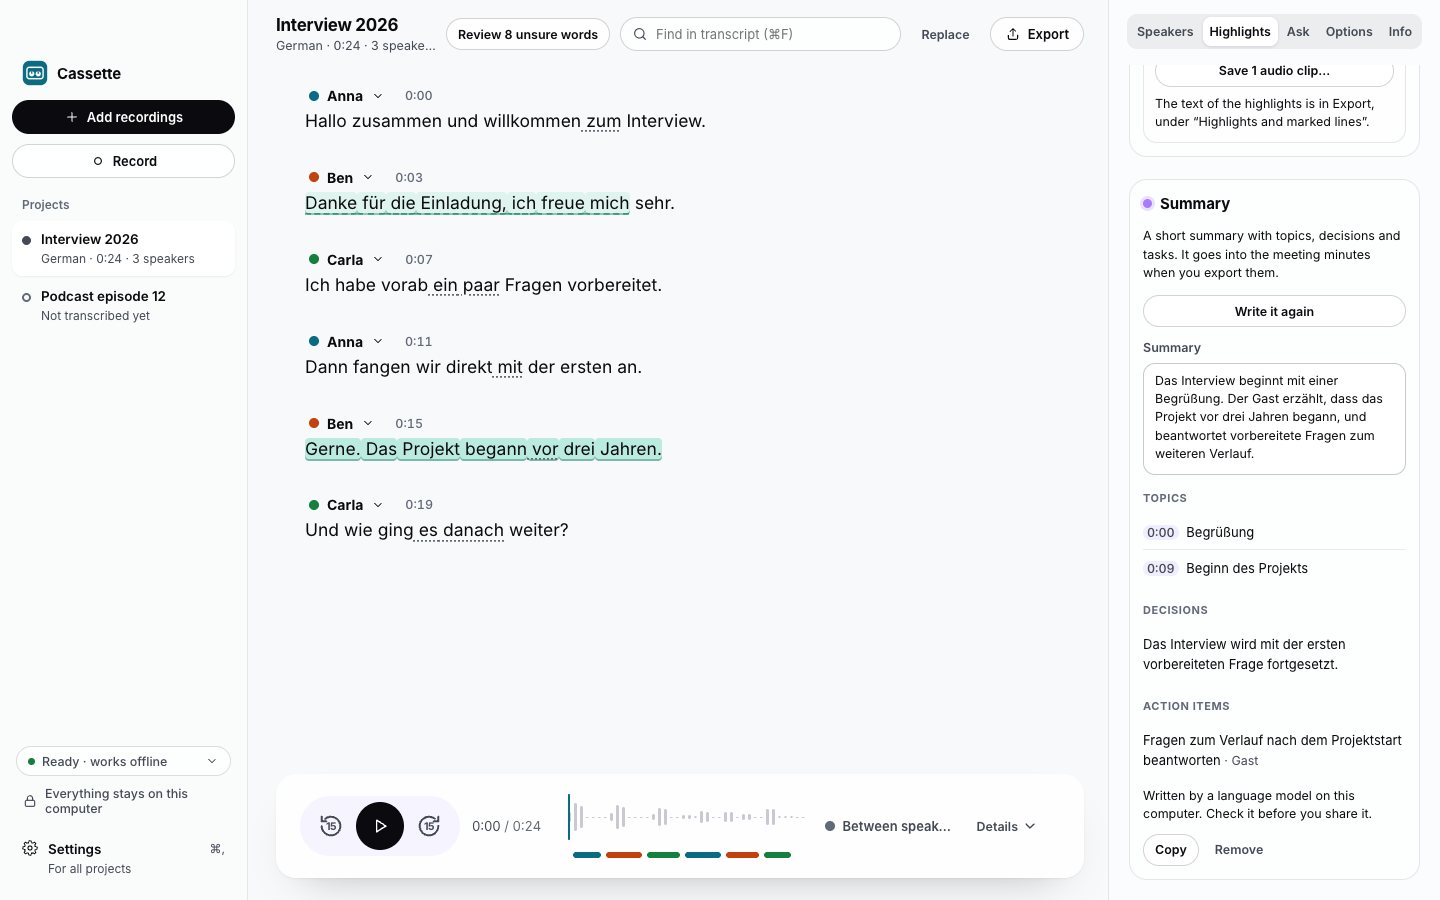 Cassette
Add recordings
Record
Projects
Interview 2026
German · 0:24 · 3 speakers
Podcast episode 12
Not transcribed yet
Ready · works offline
Everything stays on this
computer
Settings ⌘,
For all projects
Interview 2026
German · 0:24 · 3 speake...
Review 8 unsure words
Find in transcript (⌘F)
Replace
Export
Anna 0:00
Hallo zusammen und willkommen zum Interview.
Ben 0:03
Danke für die Einladung, ich freue mich sehr.
Carla 0:07
Ich habe vorab ein paar Fragen vorbereitet.
Anna 0:11
Dann fangen wir direkt mit der ersten an.
Ben 0:15
Gerne. Das Projekt begann vor drei Jahren.
Carla 0:19
Und wie ging es danach weiter?
15
15
0:00 / 0:24
Between speak...
Details
Speakers Highlights Ask Options Info
Save 1 audio clip...
The text of the highlights is in Export,
under “Highlights and marked lines”.
Summary
A short summary with topics, decisions and
tasks. It goes into the meeting minutes
when you export them.
Write it again
Summary
Das Interview beginnt mit einer
Begrüßung. Der Gast erzählt, dass das
Projekt vor drei Jahren begann, und
beantwortet vorbereitete Fragen zum
weiteren Verlauf.
TOPICS
0:00 Begrüßung
0:09 Beginn des Projekts
DECISIONS
Das Interview wird mit der ersten
vorbereiteten Frage fortgesetzt.
ACTION ITEMS
Fragen zum Verlauf nach dem Projektstart
beantworten · Gast
Written by a language model on this
computer. Check it before you share it.
Copy Remove